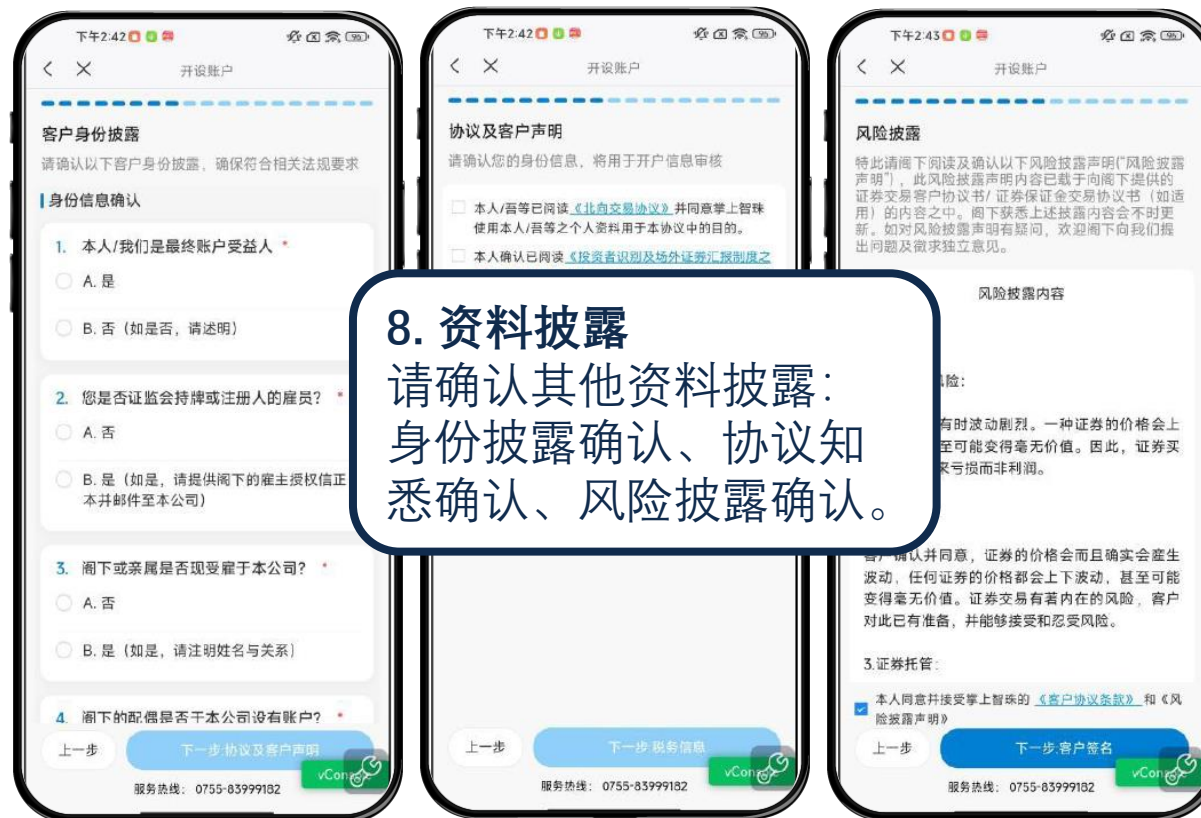 下午2:42
开设账户
客户身份披露
请确认以下客户身份披露，确保符合相关法规要求
身份信息确认
1. 本人/我们是最终账户受益人 *
A. 是
B. 否（如是否，请述明）
2. 您是否证监会持牌或注册人的雇员？ *
A. 否
B. 是（如是，请提供阁下的雇主授权信正
本并邮件至本公司）
3. 阁下或亲属是否现受雇于本公司？ *
A. 否
B. 是（如是，请注明姓名与关系）
4. 阁下的配偶是否于本公司设有账户？ *
上一步
下一步:协议及客户声明
vConsole
服务热线： 0755-83999182
下午2:42
开设账户
协议及客户声明
请确认您的身份信息，将用于开户信息审核
本人/吾等已阅读《北向交易协议》并同意掌上智珠
使用本人/吾等之个人资料用于本协议中的目的。
本人确认已阅读《投资者识别及场外证券汇报制度之
上一步
下一步:税务信息
vConsole
服务热线： 0755-83999182
8. 资料披露
请确认其他资料披露：
身份披露确认、协议知
悉确认、风险披露确认。
下午2:43
开设账户
风险披露
特此请阁下阅读及确认以下风险披露声明("风险披露
声明")，此风险披露声明内容已载于向阁下提供的
证券交易客户协议书/ 证券保证金交易协议书（如适
用）的内容之中。阁下获悉上述披露内容会不时更
新。如对风险披露声明有疑问，欢迎阁下向我们提
出问题及徵求独立意见。
风险披露内容
险：
有时波动剧烈。一种证券的价格会上
至可能变得毫无价值。因此，证券买
来亏损而非利润。
客户确认并同意，证券的价格会而且确实会产生
波动，任何证券的价格都会上下波动，甚至可能
变得毫无价值。证券交易有著内在的风险，客户
对此已有准备，并能够接受和忍受风险。
3.证券托管：
本人同意并接受掌上智珠的《客户协议条款》和《风
险披露声明》
上一步
下一步:客户签名
vConsole
服务热线： 0755-83999182